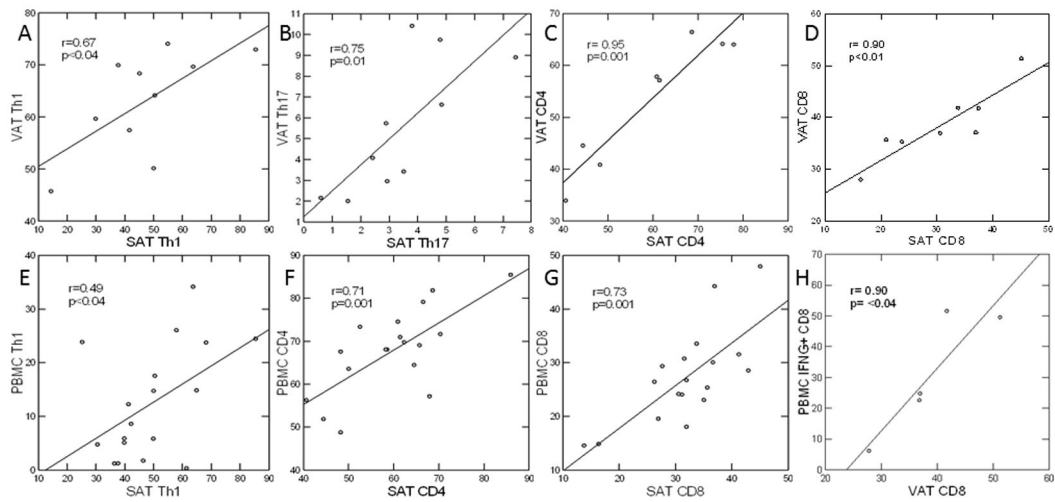 A
r=0.67
p<0.04
VAT Th1
80
70
60
50
40
10 20 30 40 50 60 70 80 90
SAT Th1
B
r=0.75
p=0.01
VAT Th17
11
10
9
8
7
6
5
4
3
2
1
0 1 2 3 4 5 6 7 8
SAT Th17
C
r= 0.95
p=0.001
VAT CD4
70
60
50
40
30
40 50 60 70 80
SAT CD4
D
r= 0.90
p<0.01
VAT CD8
60
50
40
30
20
10 20 30 40 50
SAT CD8
E
r=0.49
p<0.04
PBMC Th1
40
30
20
10
0
10 20 30 40 50 60 70 80 90
SAT Th1
F
r=0.71
p=0.001
PBMC CD4
90
80
70
60
50
40
40 50 60 70 80 90
SAT CD4
G
r=0.73
p=0.001
PBMC CD8
50
40
30
20
10
10 20 30 40 50
SAT CD8
H
r= 0.90
p= <0.04
PBMC IFNG+ CD8
70
60
50
40
30
20
10
0
20 30 40 50 60
VAT CD8